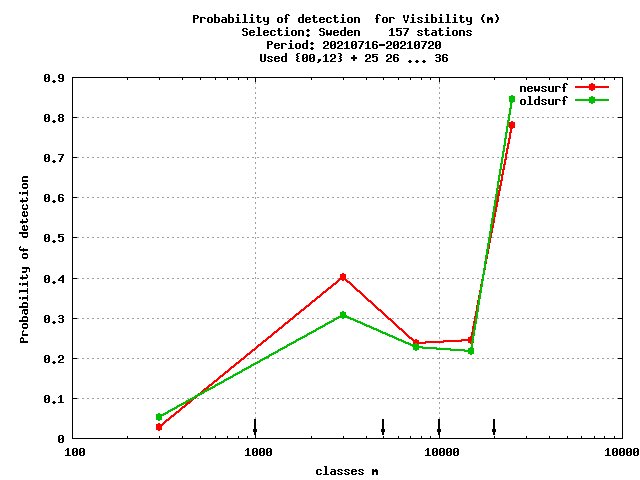 Probability of detection  for Visibility (m)
Selection: Sweden    157 stations
Period: 20210716-20210720
Used {00,12} + 25 26 ... 36
newsurf
oldsurf
0.9
0.8
0.7
0.6
0.5
0.4
0.3
0.2
0.1
0
Probability of detection
100
1000
10000
10000
classes m